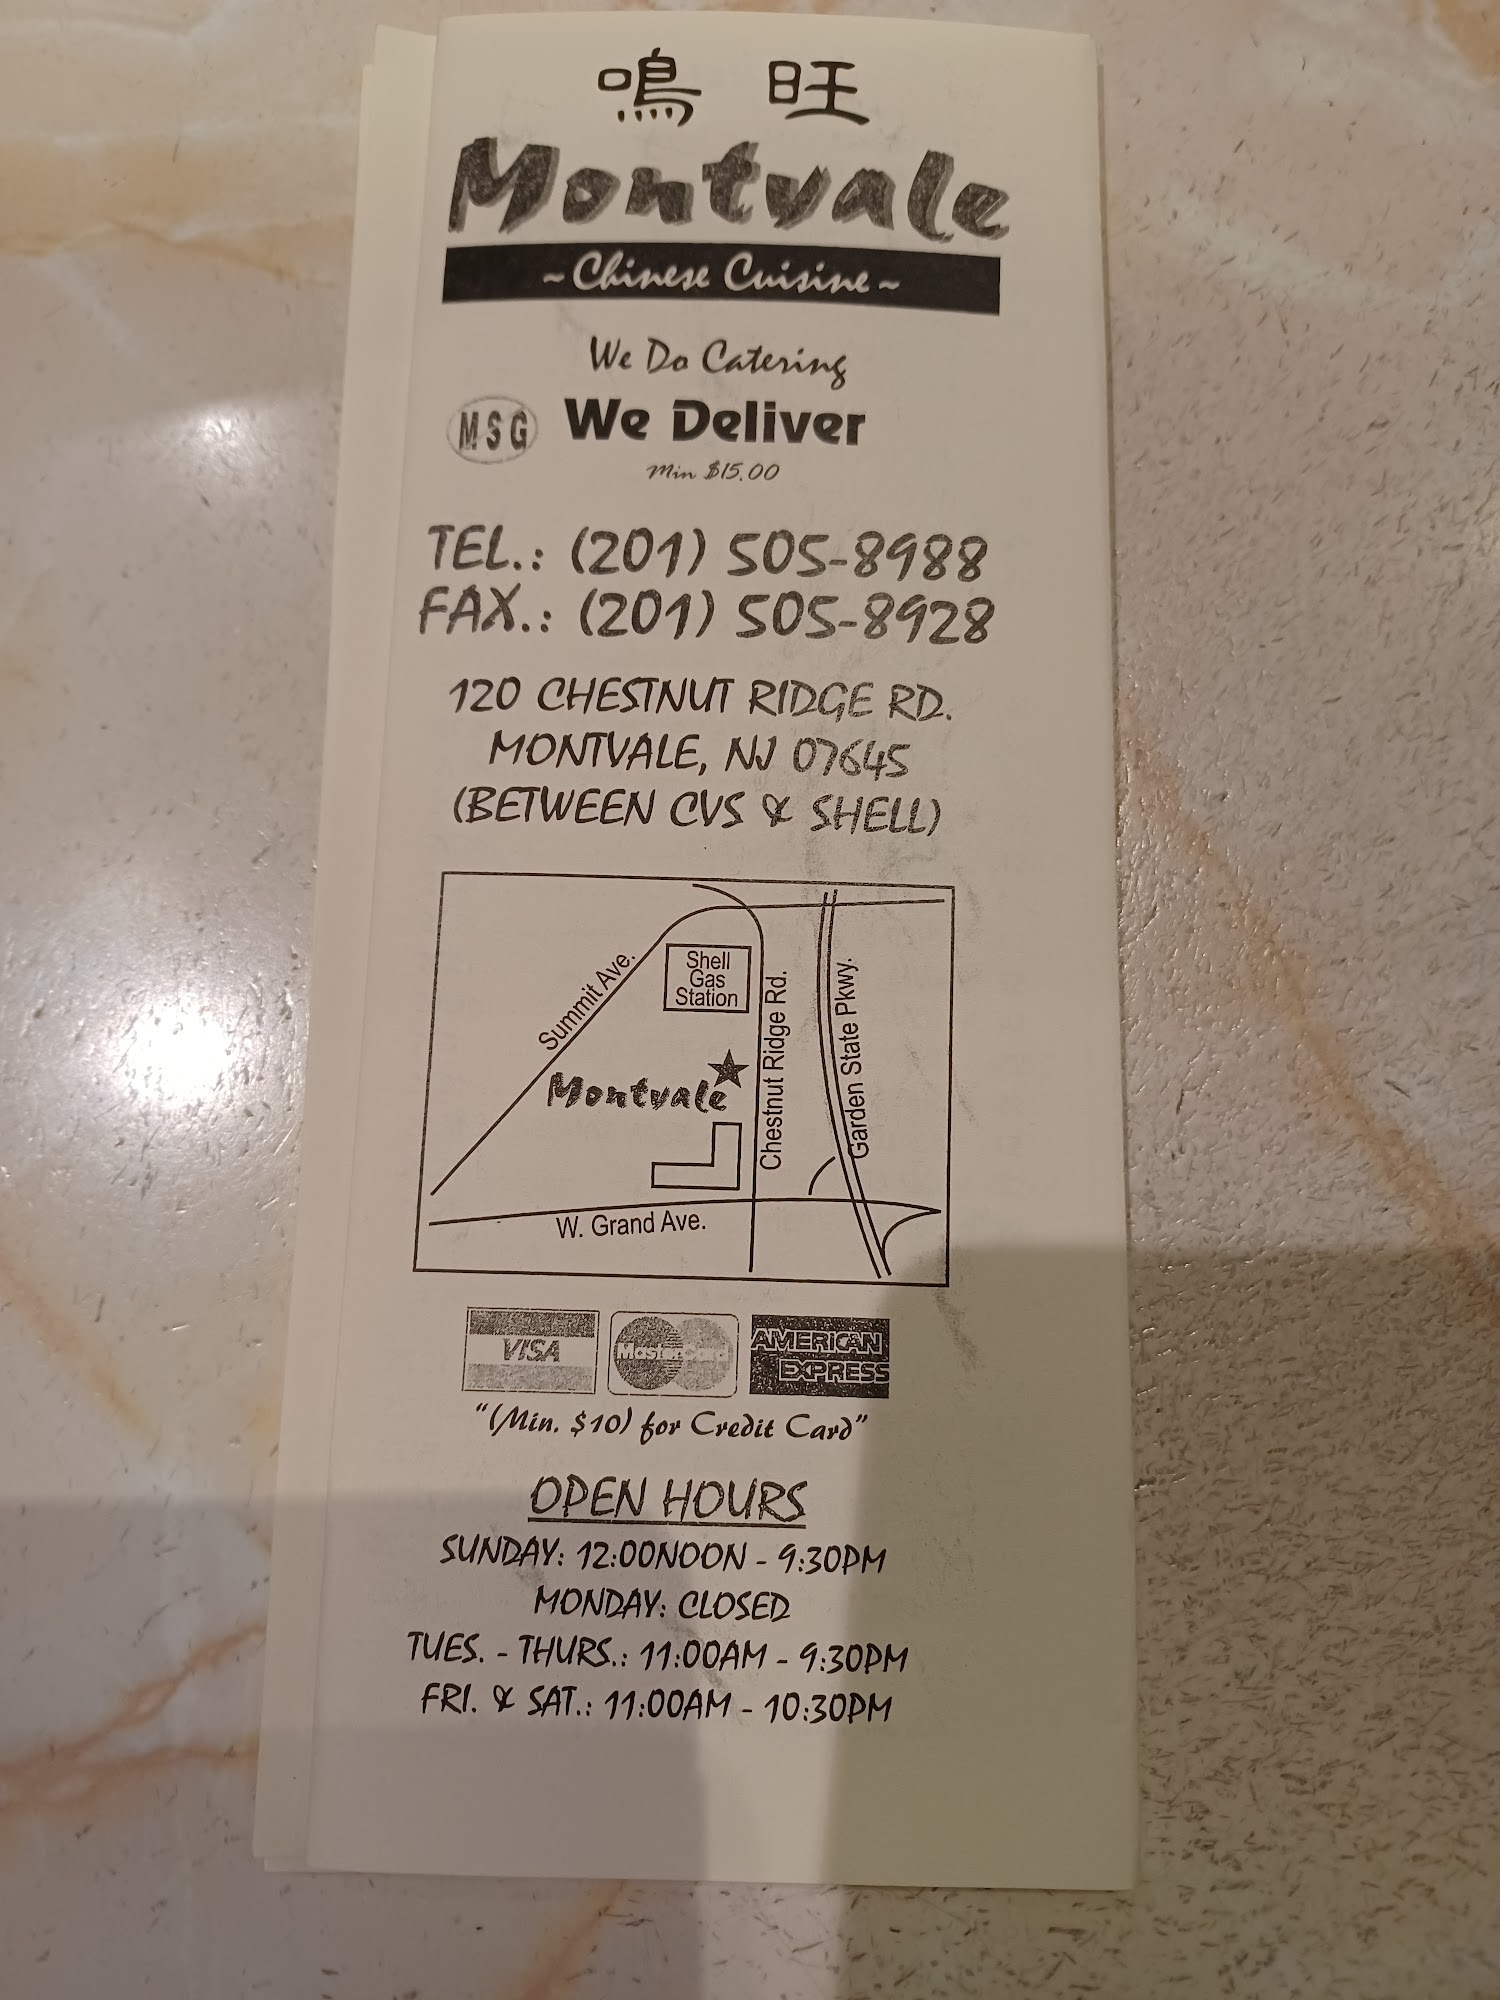 鳴 旺
Montvale
~Chinese Cuisine~
We Do Catering
MSG
We Deliver
Min $15.00
TEL.: (201) 505-8988
FAX.: (201) 505-8928
120 CHESTNUT RIDGE RD.
MONTVALE, NJ 07645
(BETWEEN CVS & SHELL)
Summit Ave.
Shell
Gas
Station
Chestnut Ridge Rd.
Garden State Pkwy.
Montvale
W. Grand Ave.
VISA
MasterCard
AMERICAN
EXPRESS
"(Min. $10) for Credit Card"
OPEN HOURS
SUNDAY: 12:00NOON - 9:30PM
MONDAY: CLOSED
TUES. - THURS.: 11:00AM - 9:30PM
FRI. & SAT.: 11:00AM - 10:30PM